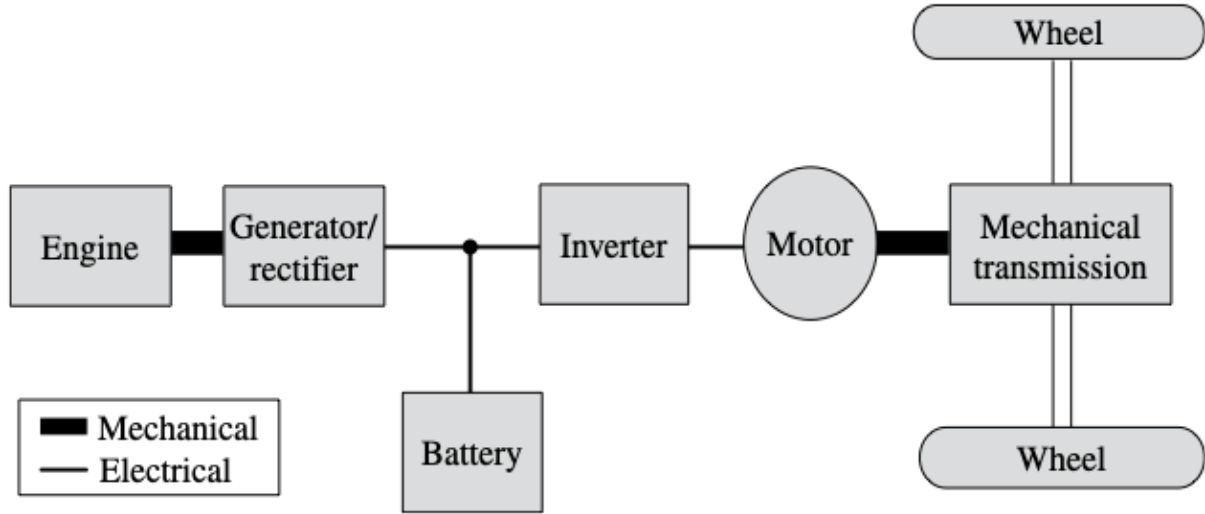 Wheel
Engine
Generator/
rectifier
Inverter
Motor
Mechanical
transmission
Mechanical
Electrical
Battery
Wheel